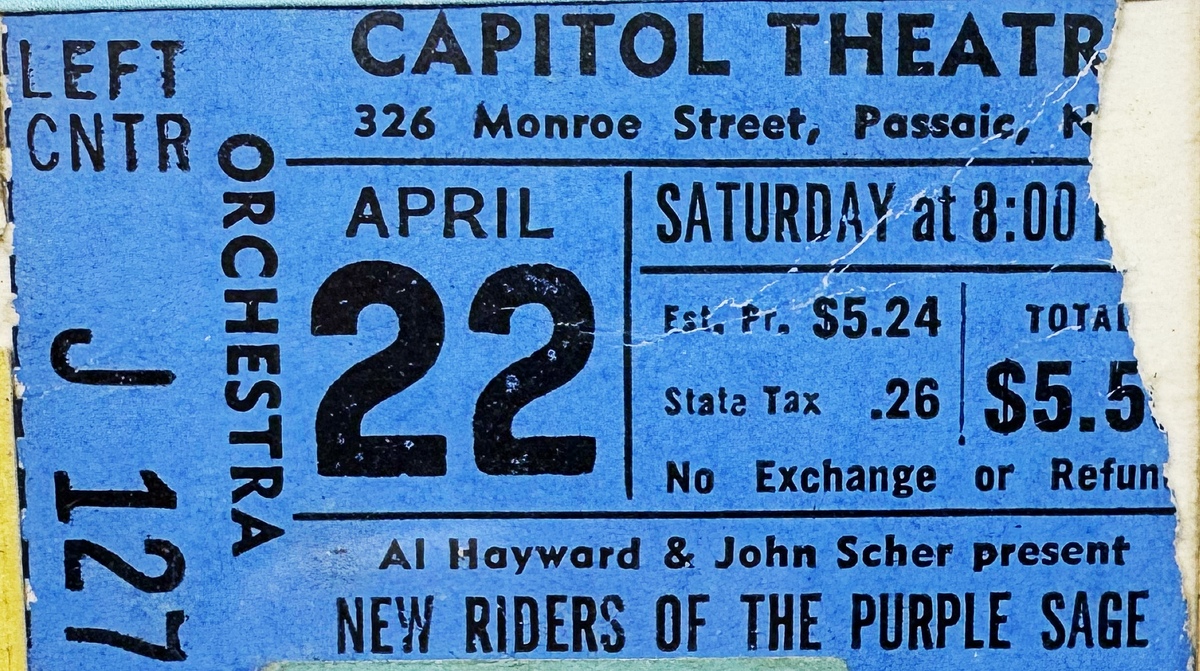 LEFT
CNTR
ORCHESTRA
J 127
CAPITOL THEATR
326 Monroe Street, Passaic, N
APRIL
22
SATURDAY at 8:00
Est. Pr. $5.24
State Tax .26
TOTAL
$5.5
No Exchange or Refun
Al Hayward & John Scher present
NEW RIDERS OF THE PURPLE SAGE